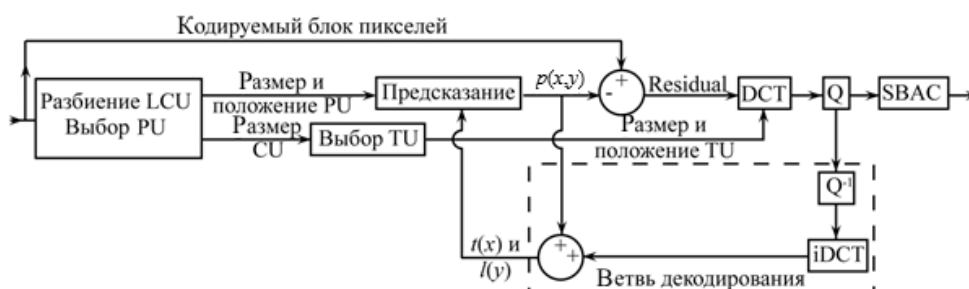 Кодируемый блок пикселей
Разбиение LCU
Выбор PU
Размер и
положение PU
Размер
CU
Выбор TU
Предсказание
p(x,y)
+
-
Residual
Размер и
положение TU
DCT
Q
SBAC
Q-1
iDCT
+
+
t(x) и
l(y)
Ветвь декодирования